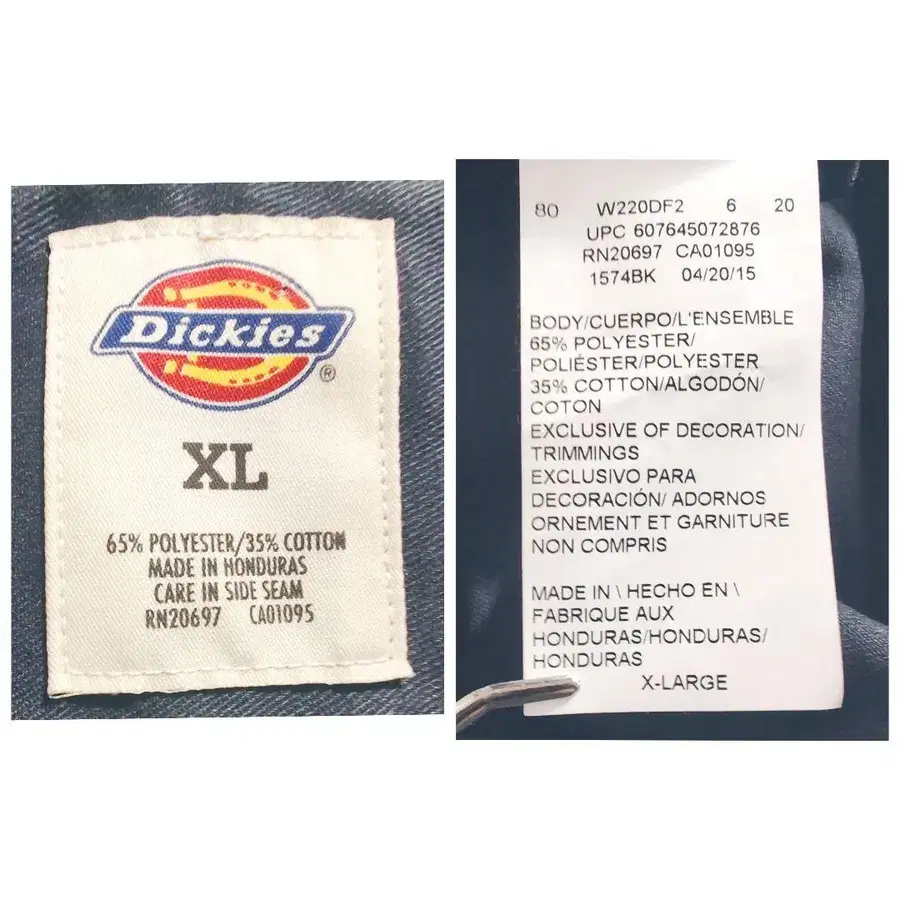 Dickies
®
XL
65% POLYESTER/35% COTTON
MADE IN HONDURAS
CARE IN SIDE SEAM
RN20697 CA01095
80 W220DF2 6 20
UPC 607645072876
RN20697 CA01095
1574BK 04/20/15
BODY/CUERPO/L'ENSEMBLE
65% POLYESTER/
POLIÉSTER/POLYESTER
35% COTTON/ALGODÓN/
COTON
EXCLUSIVE OF DECORATION/
TRIMMINGS
EXCLUSIVO PARA
DECORACIÓN/ ADORNOS
ORNEMENT ET GARNITURE
NON COMPRIS
MADE IN \ HECHO EN \
FABRIQUE AUX
HONDURAS/HONDURAS/
HONDURAS
X-LARGE